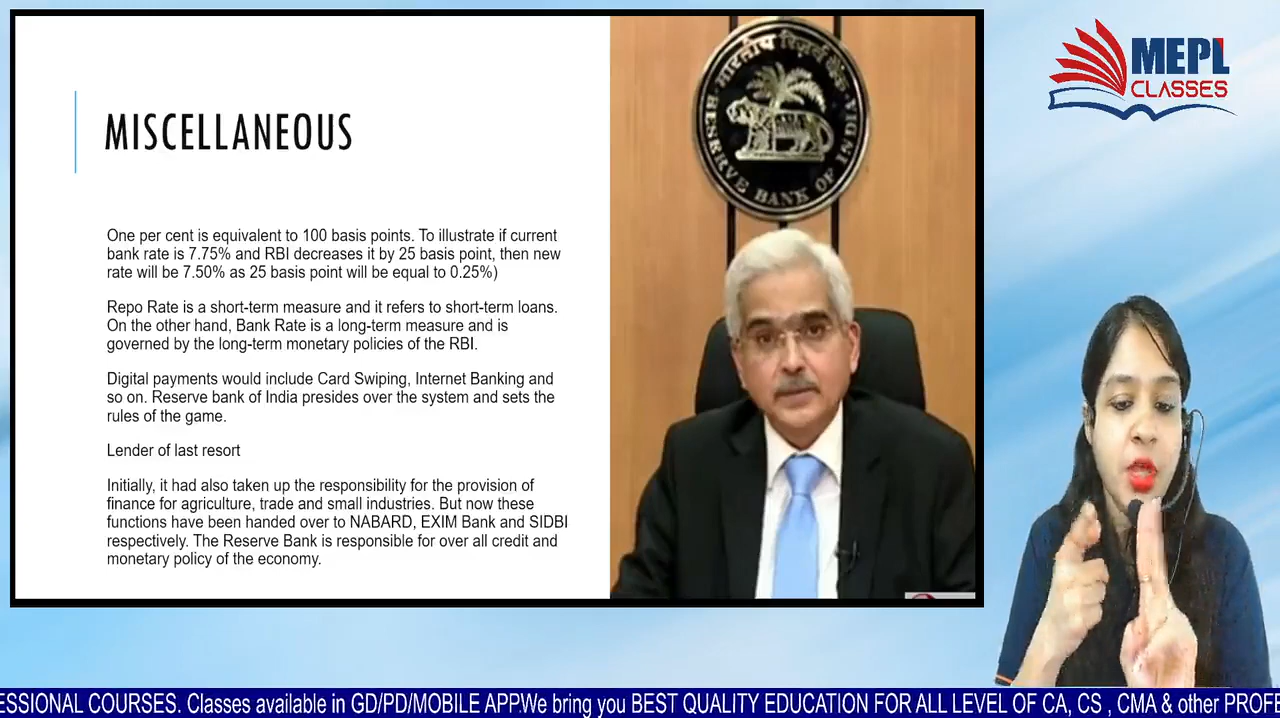 MISCELLANEOUS
One per cent is equivalent to 100 basis points. To illustrate if current
bank rate is 7.75% and RBI decreases it by 25 basis point, then new
rate will be 7.50% as 25 basis point will be equal to 0.25%)
Repo Rate is a short-term measure and it refers to short-term loans.
On the other hand, Bank Rate is a long-term measure and is
governed by the long-term monetary policies of the RBI.
Digital payments would include Card Swiping, Internet Banking and
so on. Reserve bank of India presides over the system and sets the
rules of the game.
Lender of last resort
Initially, it had also taken up the responsibility for the provision of
finance for agriculture, trade and small industries. But now these
functions have been handed over to NABARD, EXIM Bank and SIDBI
respectively. The Reserve Bank is responsible for over all credit and
monetary policy of the economy.
भारतीय रिज़र्व बैंक
RESERVE BANK OF INDIA
MEPL
CLASSES
ESSIONAL COURSES. Classes available in GD/PD/MOBILE APP.We bring you BEST QUALITY EDUCATION FOR ALL LEVEL OF CA, CS , CMA & other PROFE